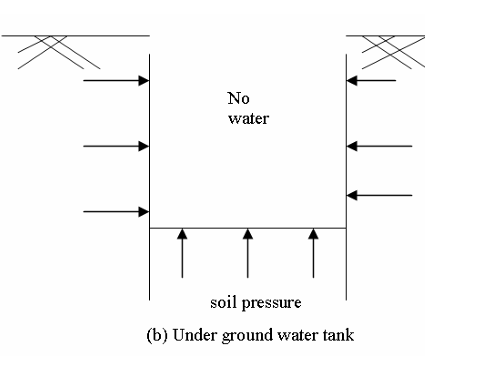 No
water
soil pressure
(b) Under ground water tank